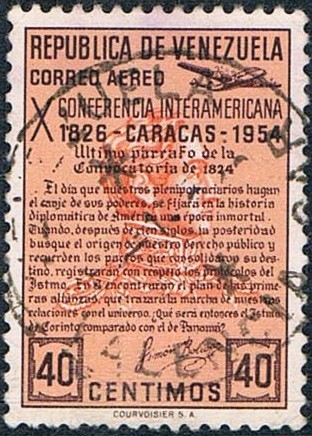 REPUBLICA DE VENEZUELA
CORREO AEREO
X CONFERENCIA INTERAMERICANA
1826 - CARACAS - 1954
Ultimo parrafo de la
Convocatoria de 1824
El día que nuestros plenipotenciarios hagan
el canje de sus poderes se fijará en la historia
diplomática de América una época inmortal.
Cuando, después de cien siglos, la posteridad
busque el origen de nuestro derecho público y
recuerden los pactos que consolidaron su des-
tino, registrarán con respeto los protocolos del
Istmo. En él encontrarán el plan de las prime-
ras alianzas, que trazará la marcha de nuestras
relaciones con el universo. ¿Qué será entonces el Istmo
de Corinto comparado con el de Panamá?
Simón Bolívar
40 CENTIMOS 40
COURVOISIER S.A.